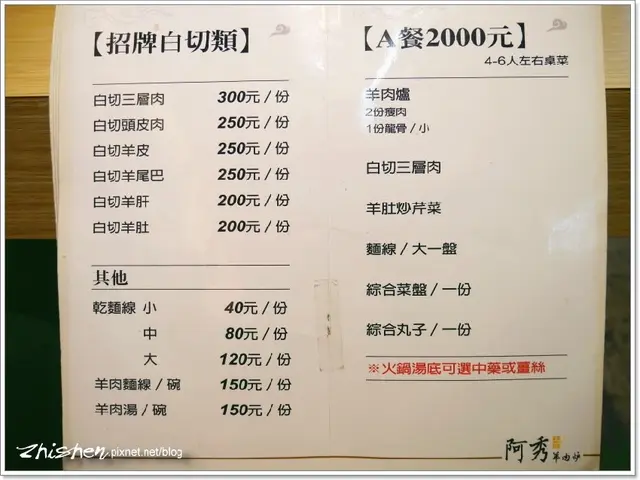 【招牌白切類】
白切三層肉 300元 / 份
白切頭皮肉 250元 / 份
白切羊皮 250元 / 份
白切羊尾巴 250元 / 份
白切羊肝 200元 / 份
白切羊肚 200元 / 份
其他
乾麵線 小 40元 / 份
中 80元 / 份
大 120元 / 份
羊肉麵線 / 碗 150元 / 份
羊肉湯 / 碗 150元 / 份
【A餐2000元】
4-6人左右桌菜
羊肉爐
2份瘦肉
1份龍骨 / 小
白切三層肉
羊肚炒芹菜
麵線 / 大一盤
綜合菜盤 / 一份
綜合丸子 / 一份
※火鍋湯底可選中藥或薑絲
阿秀
羊肉爐
zhishen.pixnet.net/blog